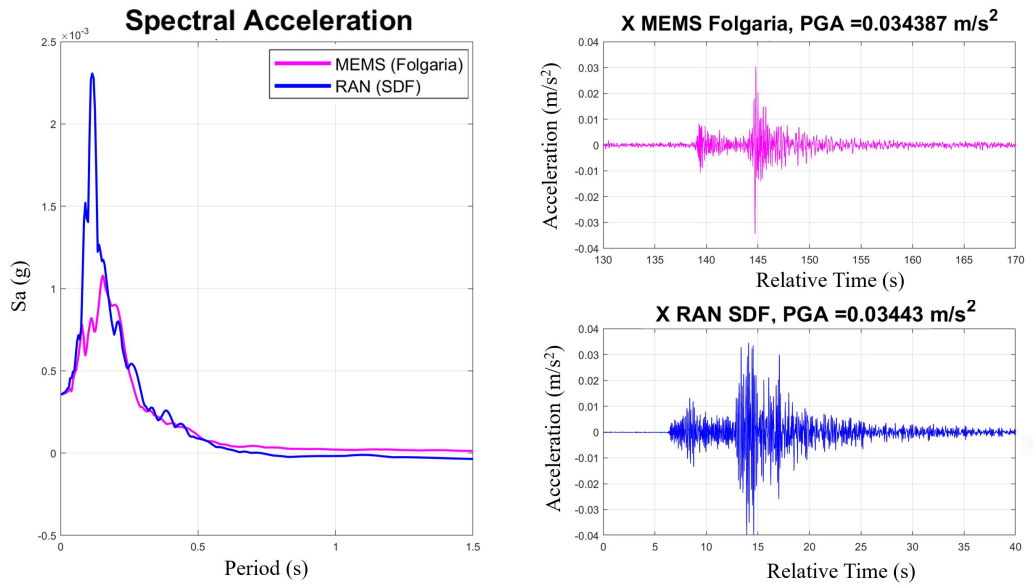 Spectral Acceleration
×10⁻³
2.5
2
1.5
1
0.5
0
-0.5
Sa (g)
0 0.5 1 1.5
Period (s)
MEMS (Folgaria)
RAN (SDF)
X MEMS Folgaria, PGA =0.034387 m/s²
0.04
0.03
0.02
0.01
0
-0.01
-0.02
-0.03
-0.04
Acceleration (m/s²)
130 135 140 145 150 155 160 165 170
Relative Time (s)
X RAN SDF, PGA =0.03443 m/s²
0.04
0.03
0.02
0.01
0
-0.01
-0.02
-0.03
-0.04
Acceleration (m/s²)
0 5 10 15 20 25 30 35 40
Relative Time (s)